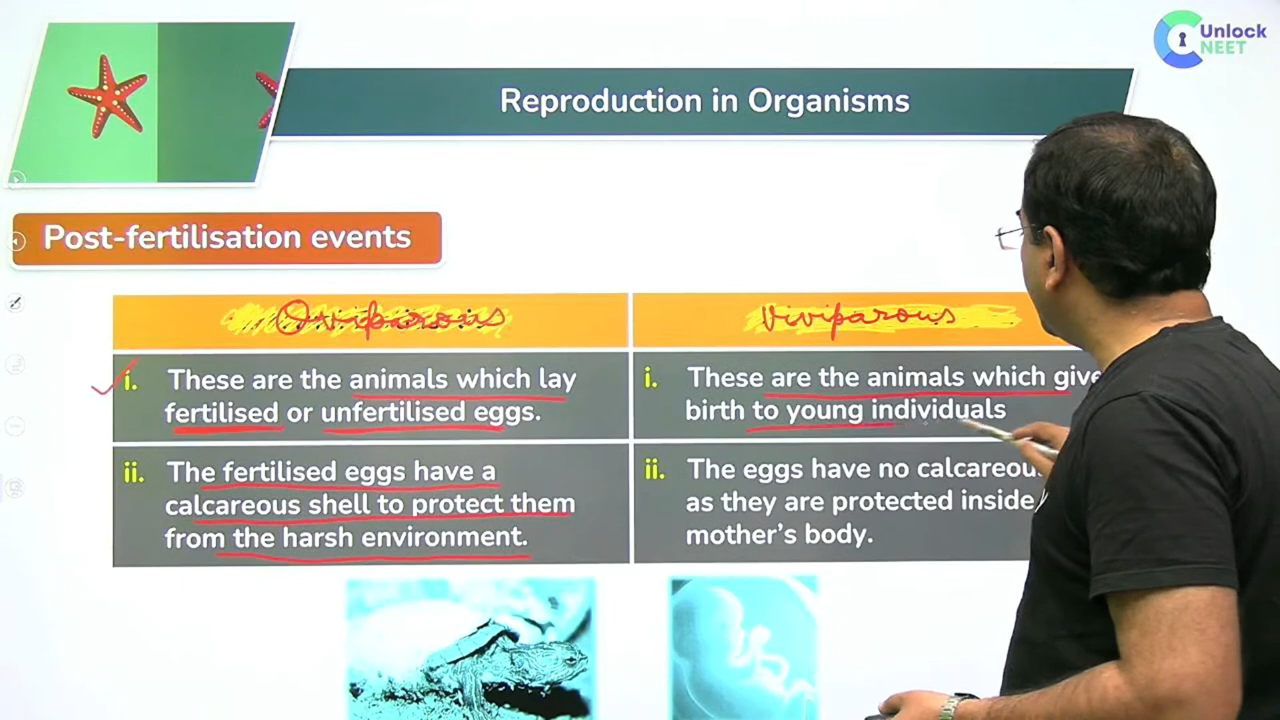 Unlock
NEET
Reproduction in Organisms
Post-fertilisation events
Oviparous
Viviparous
i. These are the animals which lay
fertilised or unfertilised eggs.
i. These are the animals which give
birth to young individuals
ii. The fertilised eggs have a
calcareous shell to protect them
from the harsh environment.
ii. The eggs have no
as they are protected inside
mother's body.